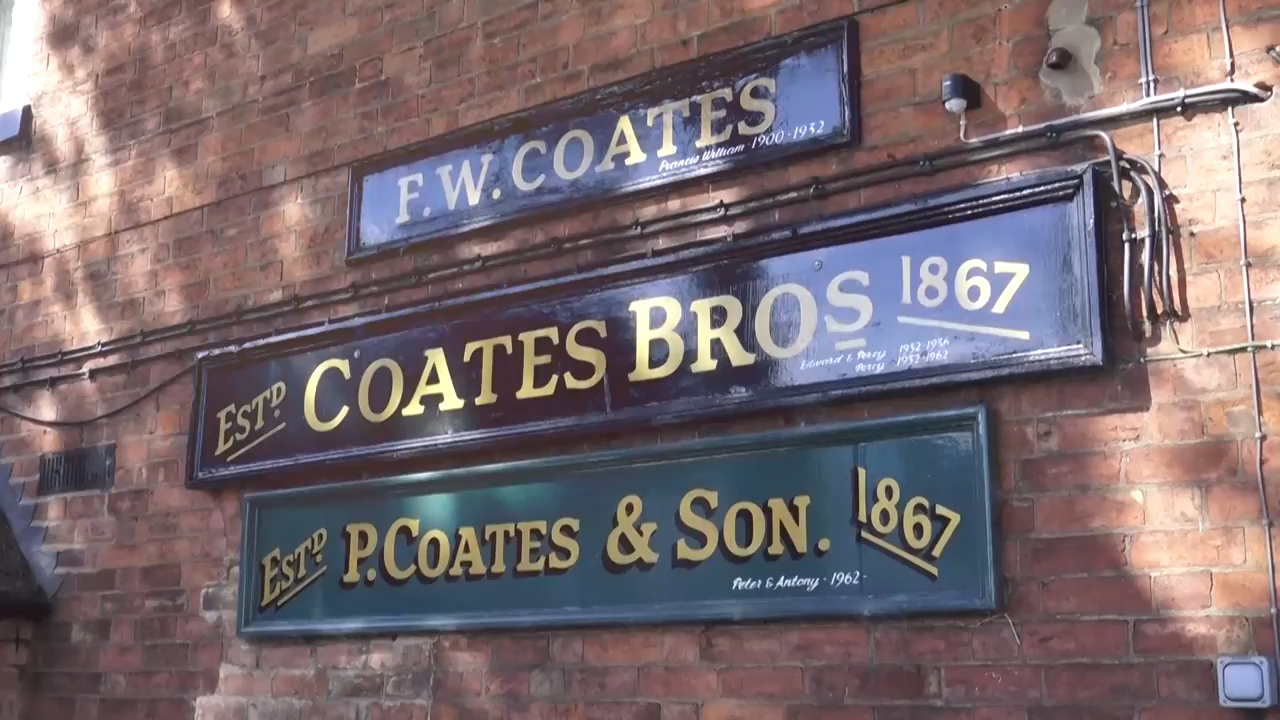 F.W. COATES
Francis William - 1900-1932
ESTD COATES BROS 1867
Edward & Percy 1932-1936
Percy 1932-1962
ESTD P. COATES & SON. 1867
Peter & Antony - 1962-